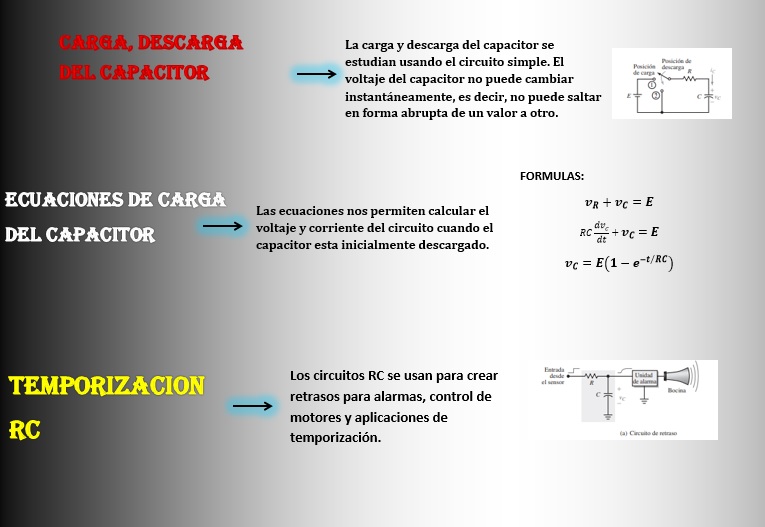 CARGA, DESCARGA
DEL CAPACITOR
La carga y descarga del capacitor se
estudian usando el circuito simple. El
voltaje del capacitor no puede cambiar
instantáneamente, es decir, no puede saltar
en forma abrupta de un valor a otro.
Posición de
descarga
Posición
de carga
R
i_C
1
2
E
C
v_C
ECUACIONES DE CARGA
DEL CAPACITOR
Las ecuaciones nos permiten calcular el
voltaje y corriente del circuito cuando el
capacitor esta inicialmente descargado.
FORMULAS:
v_R + v_C = E
RC dv_c/dt + v_C = E
v_C = E(1 − e^{−t/RC})
TEMPORIZACION
RC
Los circuitos RC se usan para crear
retrasos para alarmas, control de
motores y aplicaciones de
temporización.
Entrada
desde
el sensor
R
C
v_C
Unidad
de alarma
Bocina
(a) Circuito de retraso